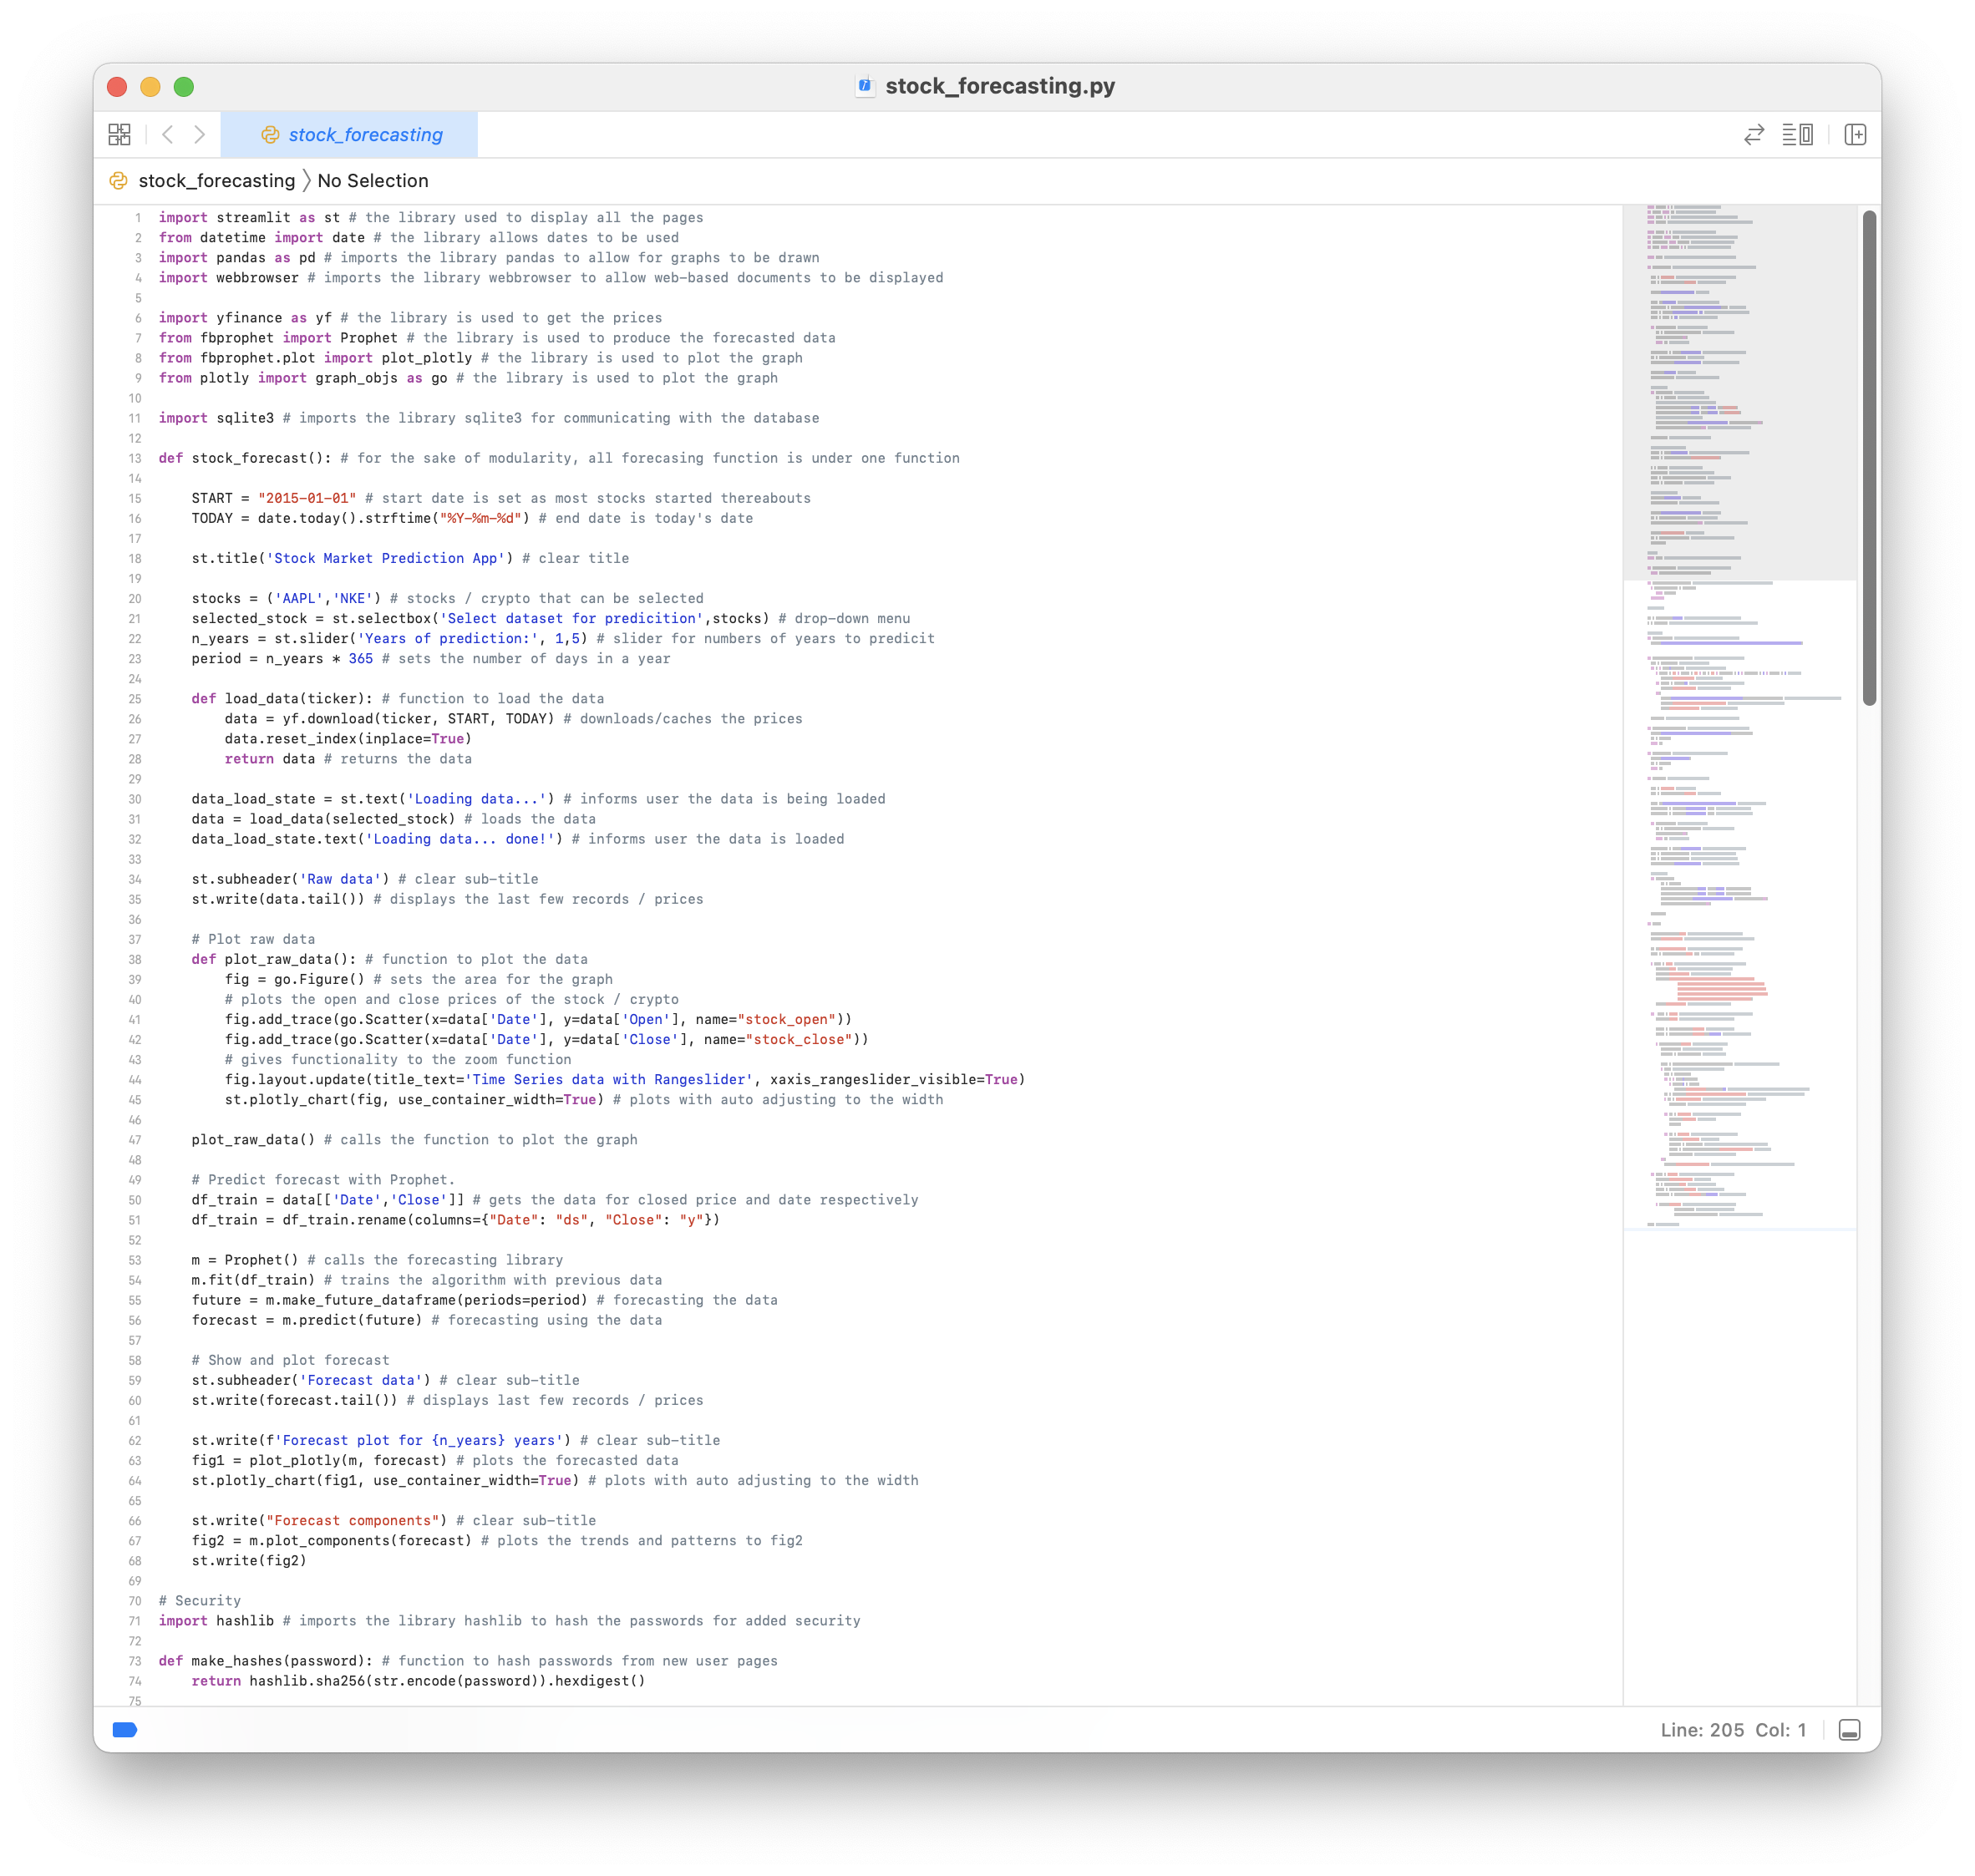 stock_forecasting.py
stock_forecasting
stock_forecasting 〉 No Selection
1 import streamlit as st # the library used to display all the pages
2 from datetime import date # the library allows dates to be used
3 import pandas as pd # imports the library pandas to allow for graphs to be drawn
4 import webbrowser # imports the library webbrowser to allow web-based documents to be displayed
5
6 import yfinance as yf # the library is used to get the prices
7 from fbprophet import Prophet # the library is used to produce the forecasted data
8 from fbprophet.plot import plot_plotly # the library is used to plot the graph
9 from plotly import graph_objs as go # the library is used to plot the graph
10
11 import sqlite3 # imports the library sqlite3 for communicating with the database
12
13 def stock_forecast(): # for the sake of modularity, all forecasing function is under one function
14
15     START = "2015-01-01" # start date is set as most stocks started thereabouts
16     TODAY = date.today().strftime("%Y-%m-%d") # end date is today's date
17
18     st.title('Stock Market Prediction App') # clear title
19
20     stocks = ('AAPL','NKE') # stocks / crypto that can be selected
21     selected_stock = st.selectbox('Select dataset for predicition',stocks) # drop-down menu
22     n_years = st.slider('Years of prediction:', 1,5) # slider for numbers of years to predicit
23     period = n_years * 365 # sets the number of days in a year
24
25     def load_data(ticker): # function to load the data
26         data = yf.download(ticker, START, TODAY) # downloads/caches the prices
27         data.reset_index(inplace=True)
28         return data # returns the data
29
30     data_load_state = st.text('Loading data...') # informs user the data is being loaded
31     data = load_data(selected_stock) # loads the data
32     data_load_state.text('Loading data... done!') # informs user the data is loaded
33
34     st.subheader('Raw data') # clear sub-title
35     st.write(data.tail()) # displays the last few records / prices
36
37     # Plot raw data
38     def plot_raw_data(): # function to plot the data
39         fig = go.Figure() # sets the area for the graph
40         # plots the open and close prices of the stock / crypto
41         fig.add_trace(go.Scatter(x=data['Date'], y=data['Open'], name="stock_open"))
42         fig.add_trace(go.Scatter(x=data['Date'], y=data['Close'], name="stock_close"))
43         # gives functionality to the zoom function
44         fig.layout.update(title_text='Time Series data with Rangeslider', xaxis_rangeslider_visible=True)
45         st.plotly_chart(fig, use_container_width=True) # plots with auto adjusting to the width
46
47     plot_raw_data() # calls the function to plot the graph
48
49     # Predict forecast with Prophet.
50     df_train = data[['Date','Close']] # gets the data for closed price and date respectively
51     df_train = df_train.rename(columns={"Date": "ds", "Close": "y"})
52
53     m = Prophet() # calls the forecasting library
54     m.fit(df_train) # trains the algorithm with previous data
55     future = m.make_future_dataframe(periods=period) # forecasting the data
56     forecast = m.predict(future) # forecasting using the data
57
58     # Show and plot forecast
59     st.subheader('Forecast data') # clear sub-title
60     st.write(forecast.tail()) # displays last few records / prices
61
62     st.write(f'Forecast plot for {n_years} years') # clear sub-title
63     fig1 = plot_plotly(m, forecast) # plots the forecasted data
64     st.plotly_chart(fig1, use_container_width=True) # plots with auto adjusting to the width
65
66     st.write("Forecast components") # clear sub-title
67     fig2 = m.plot_components(forecast) # plots the trends and patterns to fig2
68     st.write(fig2)
69
70 # Security
71 import hashlib # imports the library hashlib to hash the passwords for added security
72
73 def make_hashes(password): # function to hash passwords from new user pages
74     return hashlib.sha256(str.encode(password)).hexdigest()
75
Line: 205 Col: 1